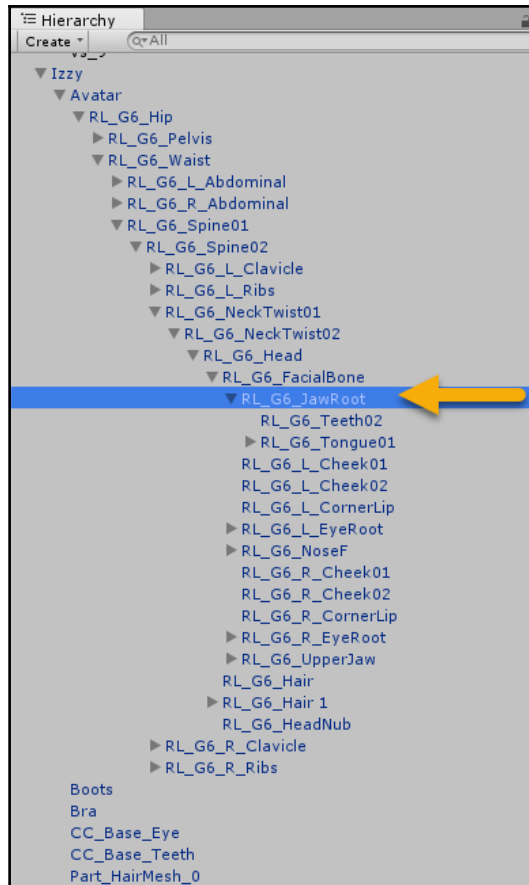 Hierarchy
Create All
Izzy
Avatar
RL_G6_Hip
RL_G6_Pelvis
RL_G6_Waist
RL_G6_L_Abdominal
RL_G6_R_Abdominal
RL_G6_Spine01
RL_G6_Spine02
RL_G6_L_Clavicle
RL_G6_L_Ribs
RL_G6_NeckTwist01
RL_G6_NeckTwist02
RL_G6_Head
RL_G6_FacialBone
RL_G6_JawRoot
RL_G6_Teeth02
RL_G6_Tongue01
RL_G6_L_Cheek01
RL_G6_L_Cheek02
RL_G6_L_CornerLip
RL_G6_L_EyeRoot
RL_G6_NoseF
RL_G6_R_Cheek01
RL_G6_R_Cheek02
RL_G6_R_CornerLip
RL_G6_R_EyeRoot
RL_G6_UpperJaw
RL_G6_Hair
RL_G6_Hair 1
RL_G6_HeadNub
RL_G6_R_Clavicle
RL_G6_R_Ribs
Boots
Bra
CC_Base_Eye
CC_Base_Teeth
Part_HairMesh_0